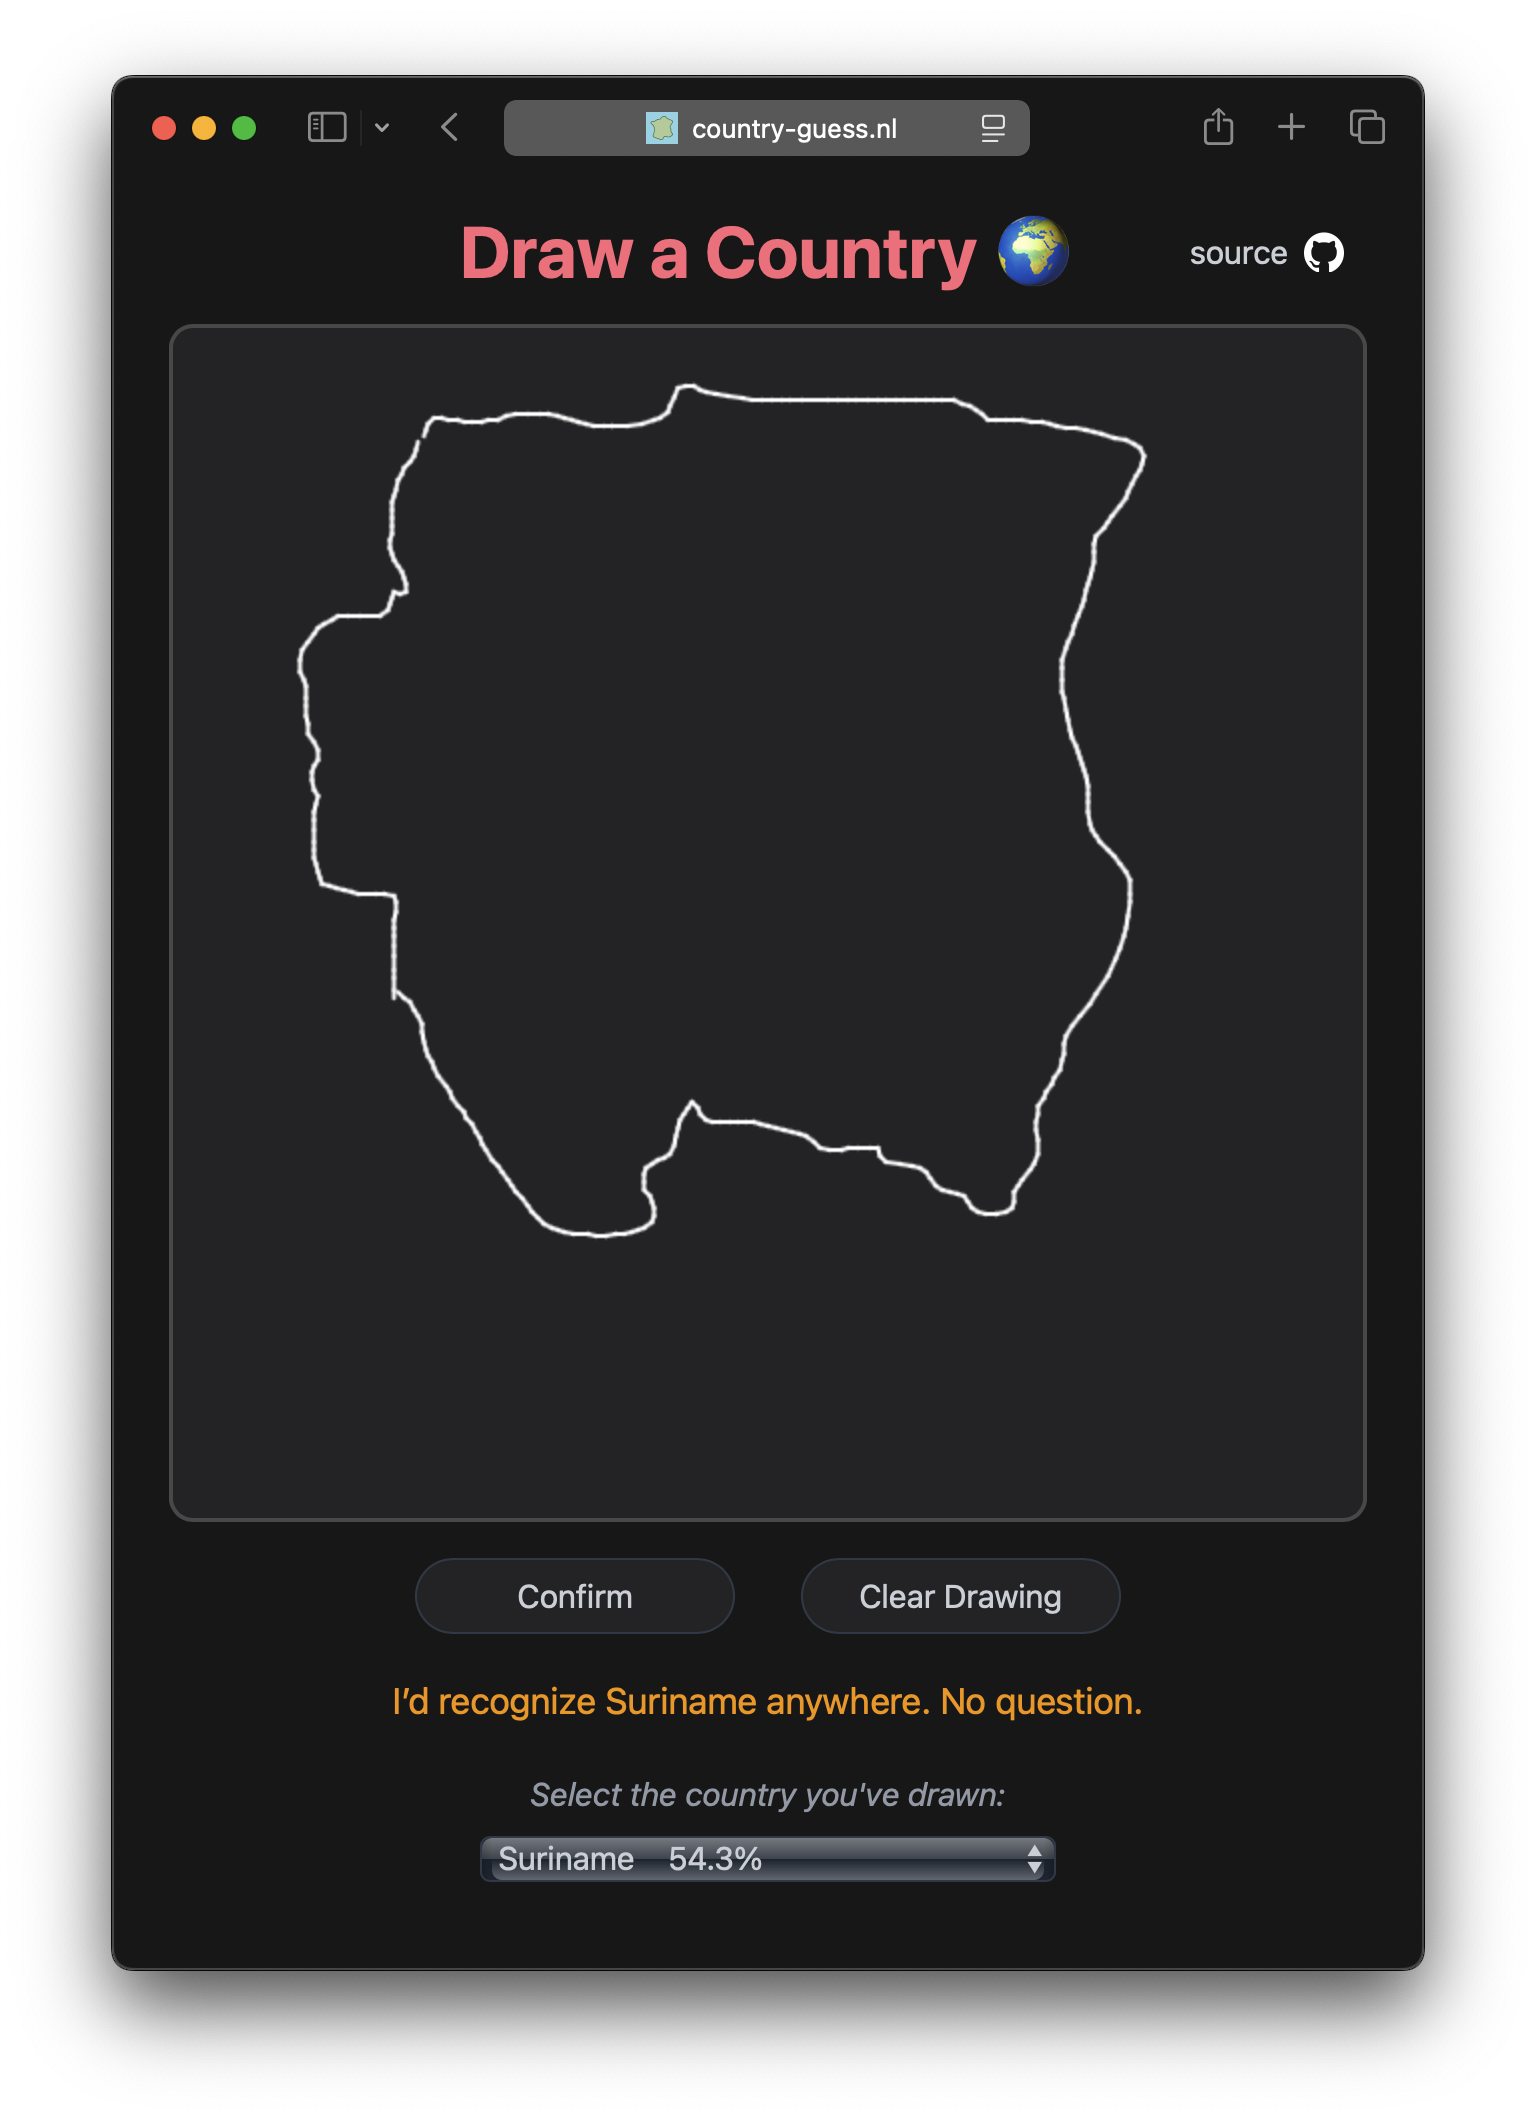 country-guess.nl
Draw a Country
source
Confirm
Clear Drawing
I’d recognize Suriname anywhere. No question.
Select the country you've drawn:
Suriname 54.3%